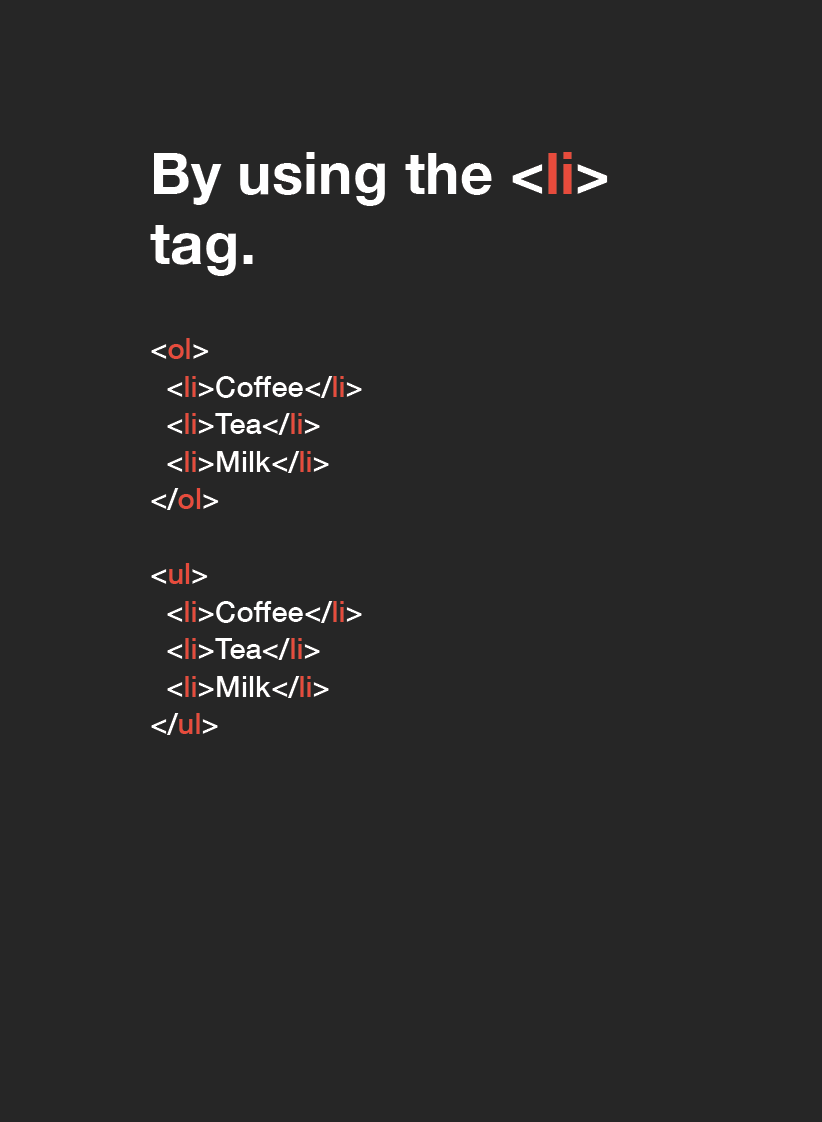 By using the <li>
tag.
<ol>
<li>Coffee</li>
<li>Tea</li>
<li>Milk</li>
</ol>
<ul>
<li>Coffee</li>
<li>Tea</li>
<li>Milk</li>
</ul>